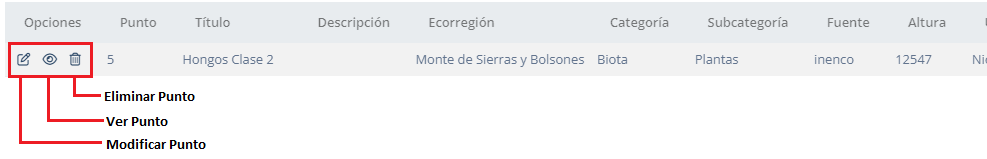 Opciones Punto Título Descripción Ecorregión Categoría Subcategoría Fuente Altura
5 Hongos Clase 2 Monte de Sierras y Bolsones Biota Plantas inenco 12547
Eliminar Punto
Ver Punto
Modificar Punto